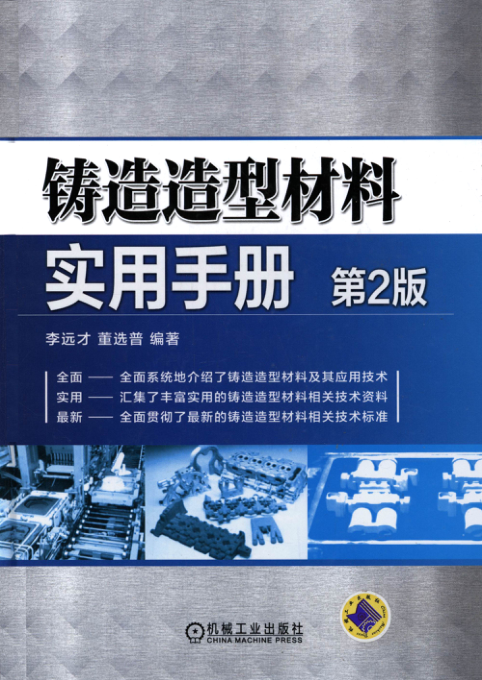 铸造造型材料
实用手册 第2版
李远才 董选普 编著
全面 —— 全面系统地介绍了铸造造型材料及其应用技术
实用 —— 汇集了丰富实用的铸造造型材料相关技术资料
最新 —— 全面贯彻了最新的铸造造型材料相关技术标准
机械工业出版社
CHINA MACHINE PRESS